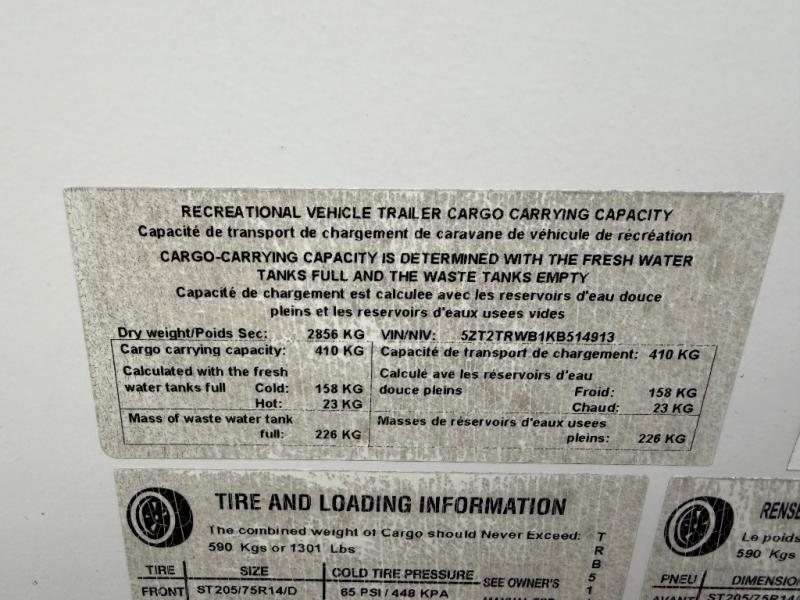 RECREATIONAL VEHICLE TRAILER CARGO CARRYING CAPACITY
Capacité de transport de chargement de caravane de véhicule de récréation
CARGO-CARRYING CAPACITY IS DETERMINED WITH THE FRESH WATER
TANKS FULL AND THE WASTE TANKS EMPTY
Capacité de chargement est calculee avec les reservoirs d'eau douce
pleins et les reservoirs d'eaux usees vides
Dry weight/Poids Sec: 2856 KG VIN/NIV: 5ZT2TRWB1KB514913
Cargo carrying capacity: 410 KG Capacité de transport de chargement: 410 KG
Calculated with the fresh Calculé ave les réservoirs d'eau
water tanks full Cold: 158 KG douce pleins Froid: 158 KG
Hot: 23 KG Chaud: 23 KG
Mass of waste water tank Masses de réservoirs d'eaux usees
full: 226 KG pleins: 226 KG
TIRE AND LOADING INFORMATION
The combined weight of Cargo should Never Exceed:
590 Kgs or 1301 Lbs
TIRE SIZE COLD TIRE PRESSURE SEE OWNER'S
FRONT ST205/75R14/D 65 PSI / 448 KPA
T
R
B
5
1
Le poids
590 Kgs
PNEU DIMENSIO
AVANT ST205/75R14/